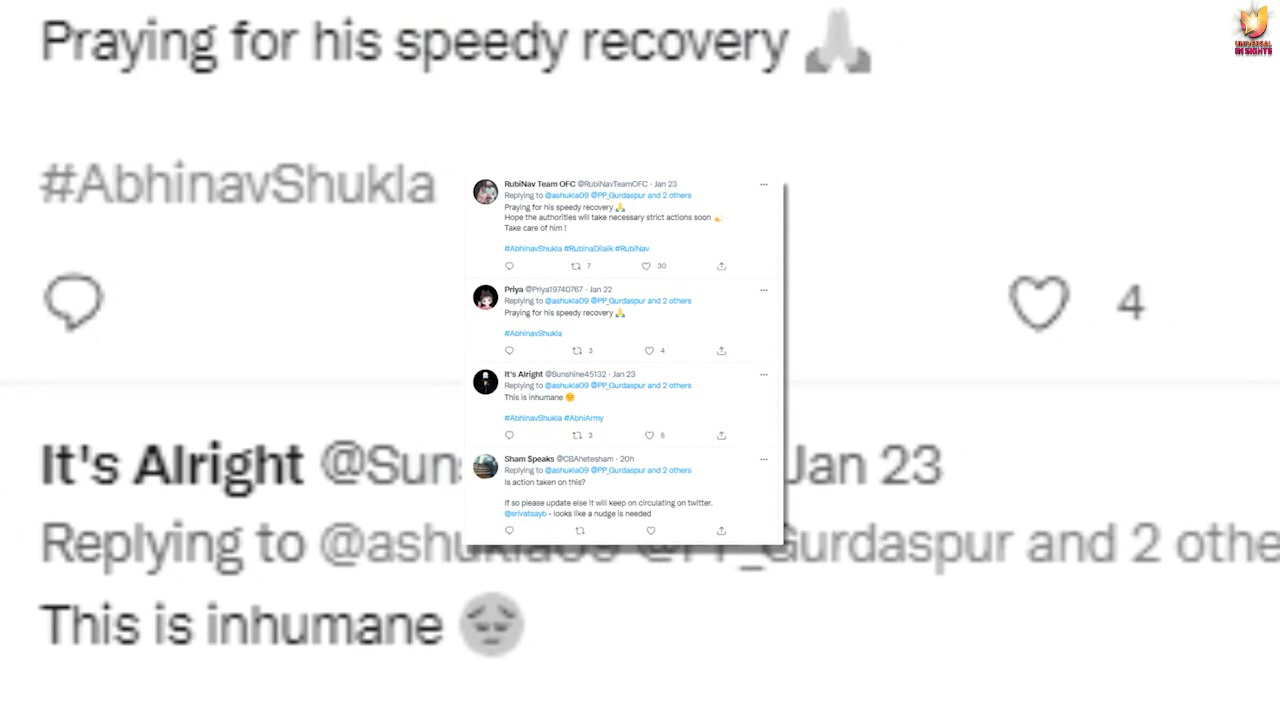 Praying for his speedy recovery 🙏
UNIVERSAL
INSIGHTS
#AbhinavShukla
4
It's Alright @Suns
Jan 23
Replying to @ashukla09 @PP_Gurdaspur and 2 othe
This is inhumane 😔
RubiNav Team OFC @RubiNavTeamOFC · Jan 23
Replying to @ashukla09 @PP_Gurdaspur and 2 others
Praying for his speedy recovery 🙏
Hope the authorities will take necessary strict actions soon 💫
Take care of him !
#AbhinavShukla #RubinaDilaik #RubiNav
7 30
Priya @Priya19740767 · Jan 22
Replying to @ashukla09 @PP_Gurdaspur and 2 others
Praying for his speedy recovery 🙏
#AbhinavShukla
3 4
It's Alright @Sunshine45132 · Jan 23
Replying to @ashukla09 @PP_Gurdaspur and 2 others
This is inhumane 😔
#AbhinavShukla #AbhiArmy
3 6
Sham $peaks @CBAhetesham · 20h
Replying to @ashukla09 @PP_Gurdaspur and 2 others
Is action taken on this?
If so please update else it will keep on circulating on twitter.
@srivatsayb - looks like a nudge is needed